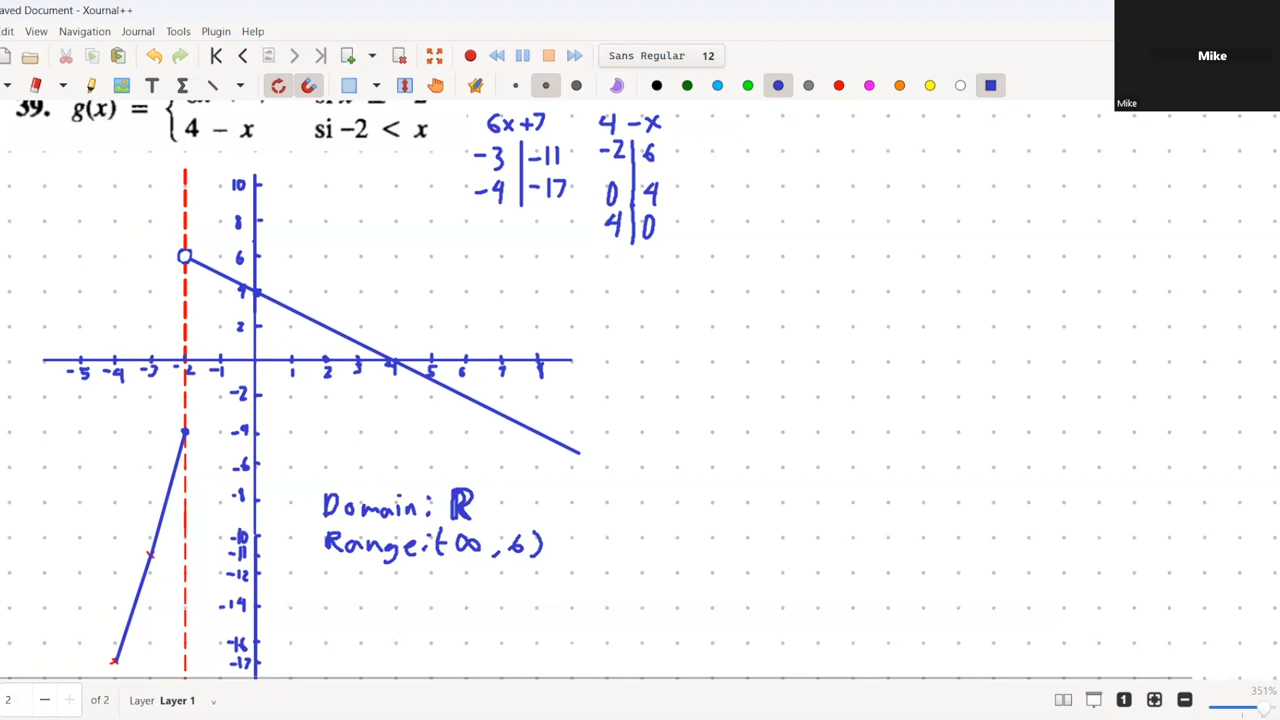 aved Document - Xournal++
Edit View Navigation Journal Tools Plugin Help
Sans Regular 12
Mike
Mike
39. g(x) = {
4 − x si −2 < x
6x+7
-3 | -11
-4 | -17
4-x
-2 | 6
0 | 4
4 | 0
10
8
6
4
2
-5 -4 -3 -2 -1 1 2 3 4 5 6 7 8
-2
-4
-6
-8
-10
-11
-12
-14
-16
-17
Domain: ℝ
Range: (-∞, 6)
2 of 2 Layer Layer 1
1
351%